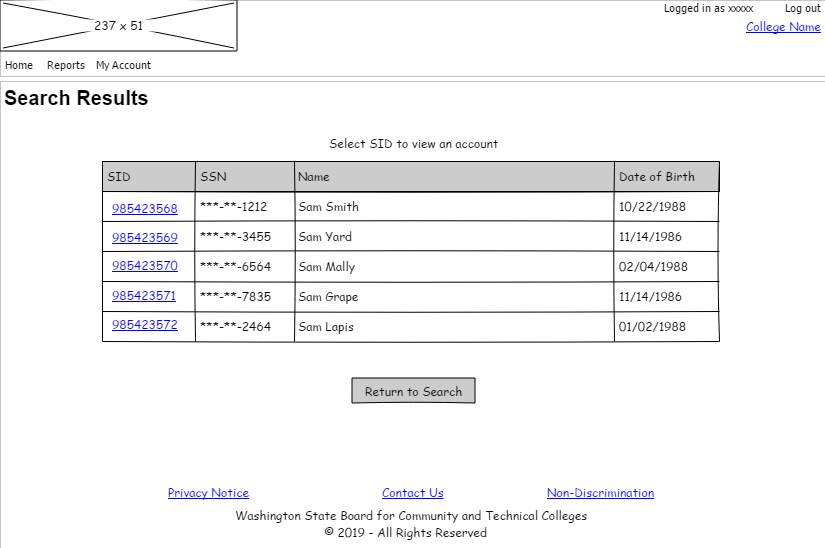 Logged in as xxxxx Log out
237 x 51
College Name
Home Reports My Account
Search Results
Select SID to view an account
SID SSN Name Date of Birth
985423568 ***-**-1212 Sam Smith 10/22/1988
985423569 ***-**-3455 Sam Yard 11/14/1986
985423570 ***-**-6564 Sam Mally 02/04/1988
985423571 ***-**-7835 Sam Grape 11/14/1986
985423572 ***-**-2464 Sam Lapis 01/02/1988
Return to Search
Privacy Notice Contact Us Non-Discrimination
Washington State Board for Community and Technical Colleges
© 2019 - All Rights Reserved